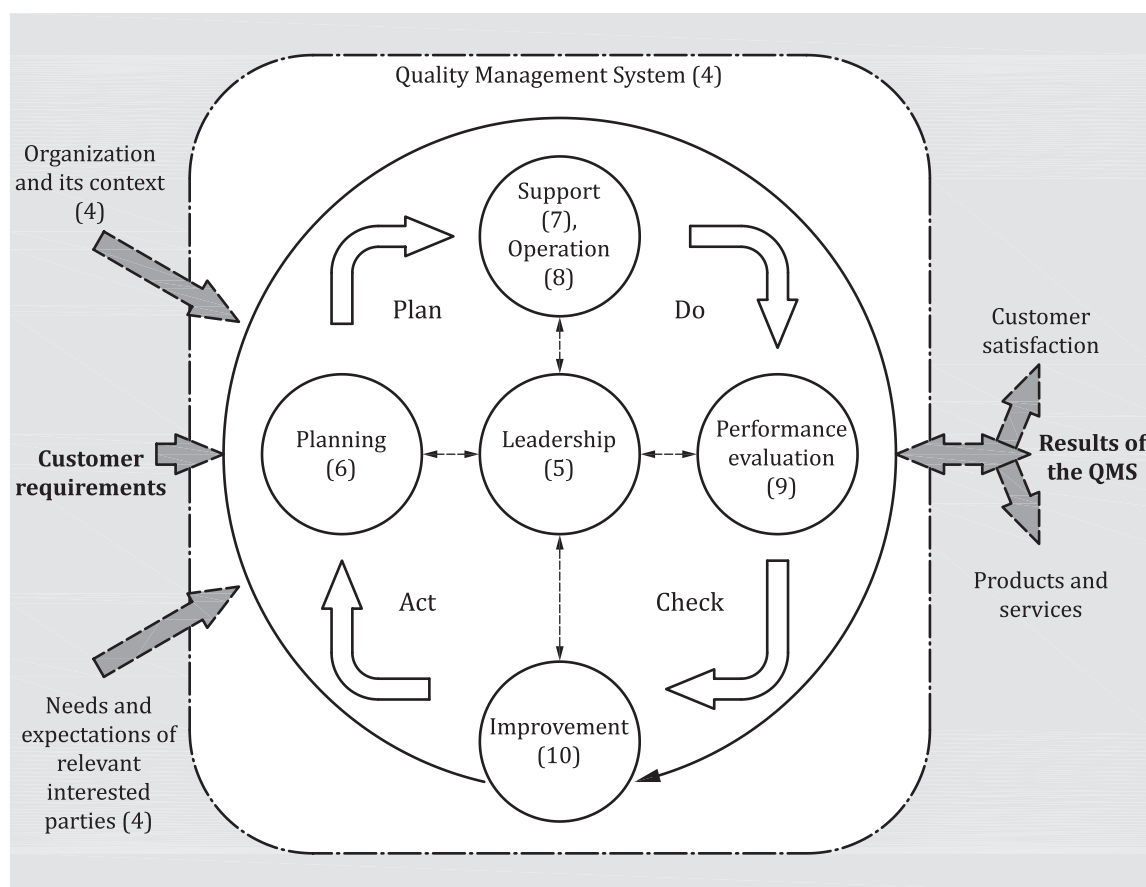 Quality Management System (4)
Organization
and its context
(4)
Support
(7),
Operation
(8)
Plan
Do
Customer
satisfaction
Customer
requirements
Planning
(6)
Leadership
(5)
Performance
evaluation
(9)
Results of
the QMS
Act
Check
Products and
services
Needs and
expectations of
relevant
interested
parties (4)
Improvement
(10)